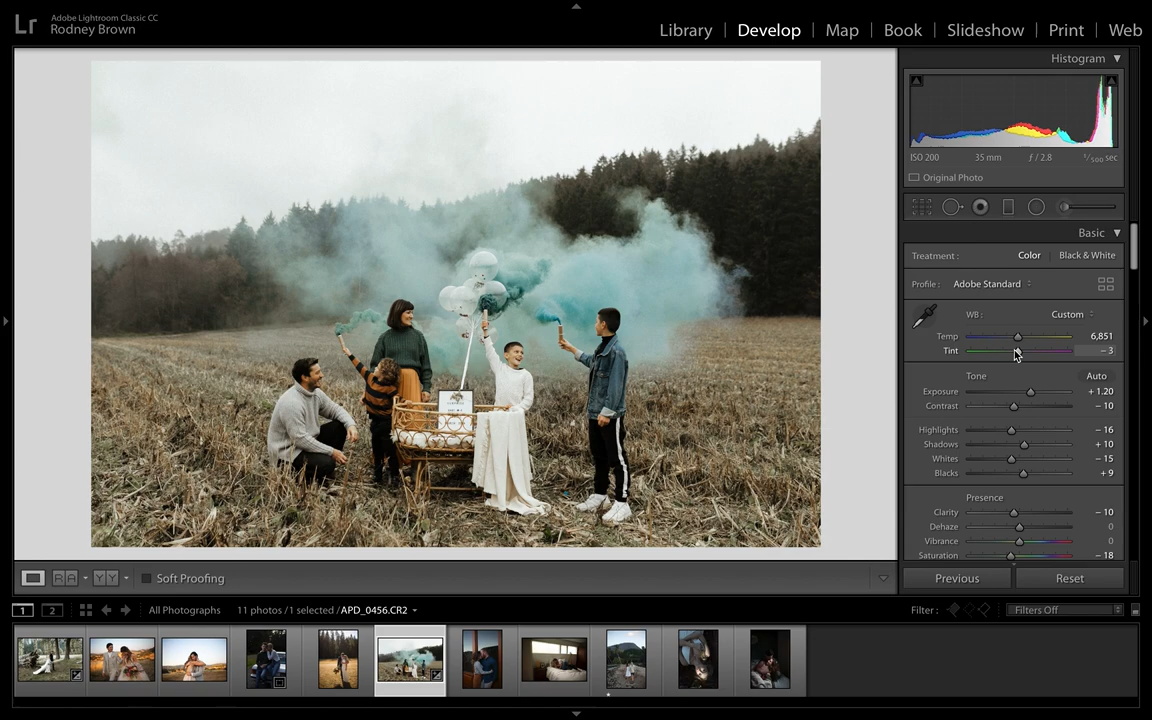 Lr
Adobe Lightroom Classic CC
Rodney Brown
Library | Develop | Map | Book | Slideshow | Print | Web
Histogram
ISO 200 35 mm ƒ / 2.8 1/500 sec
Original Photo
Basic
Treatment : Color | Black & White
Profile : Adobe Standard
WB : Custom
Temp 6,851
Tint − 3
Tone Auto
Exposure + 1.20
Contrast − 10
Highlights − 16
Shadows + 10
Whites − 15
Blacks + 9
Presence
Clarity − 10
Dehaze 0
Vibrance 0
Saturation − 18
R A Y Y Soft Proofing
Previous Reset
1 2 All Photographs 11 photos / 1 selected / APD_0456.CR2 Filter : Filters Off